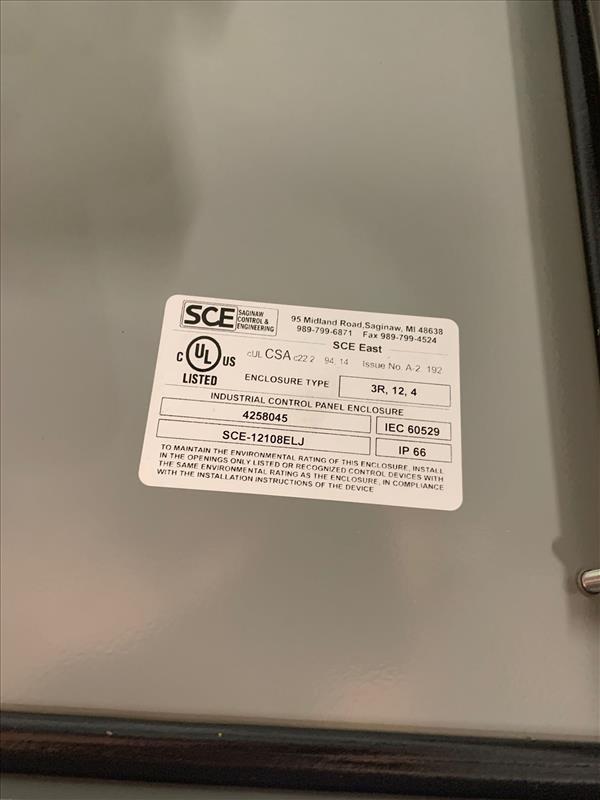 SCE SAGINAW
CONTROL &
ENGINEERING
95 Midland Road, Saginaw, MI 48638
989-799-6871 Fax 989-799-4524
SCE East
C UL US
LISTED
cUL CSA c22.2 94, 14 Issue No. A-2 192
ENCLOSURE TYPE 3R, 12, 4
INDUSTRIAL CONTROL PANEL ENCLOSURE
4258045 IEC 60529
SCE-12108ELJ IP 66
TO MAINTAIN THE ENVIRONMENTAL RATING OF THIS ENCLOSURE, INSTALL
IN THE OPENINGS ONLY LISTED OR RECOGNIZED CONTROL DEVICES WITH
THE SAME ENVIRONMENTAL RATING AS THE ENCLOSURE, IN COMPLIANCE
WITH THE INSTALLATION INSTRUCTIONS OF THE DEVICE